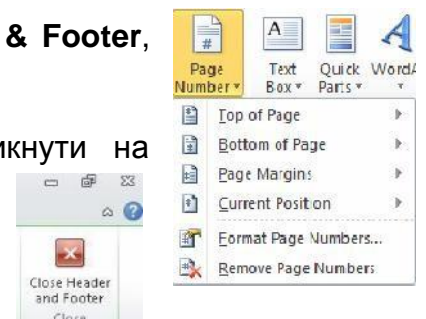 & Footer,
икнути на
Page Number
Text Box
Quick Parts
Word
Top of Page
Bottom of Page
Page Margins
Current Position
Format Page Numbers...
Remove Page Numbers
Close Header
and Footer
Close